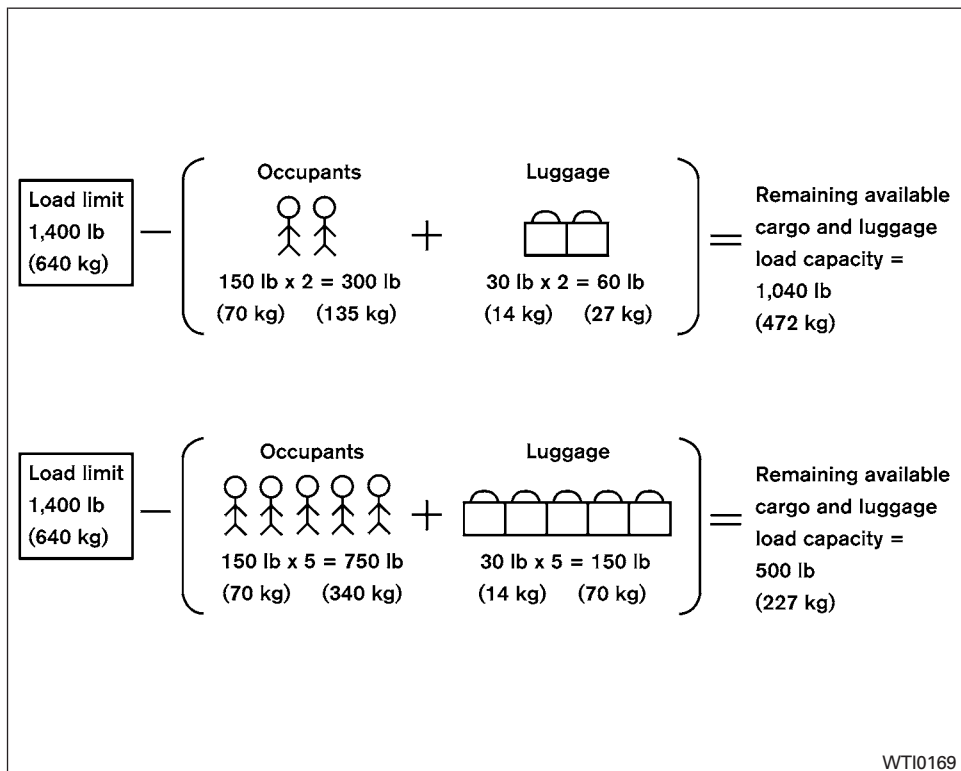 Load limit
1,400 lb
(640 kg)
Occupants
150 lb x 2 = 300 lb
(70 kg) (135 kg)
Luggage
30 lb x 2 = 60 lb
(14 kg) (27 kg)
Remaining available
cargo and luggage
load capacity =
1,040 lb
(472 kg)
Load limit
1,400 lb
(640 kg)
Occupants
150 lb x 5 = 750 lb
(70 kg) (340 kg)
Luggage
30 lb x 5 = 150 lb
(14 kg) (70 kg)
Remaining available
cargo and luggage
load capacity =
500 lb
(227 kg)
WTI0169